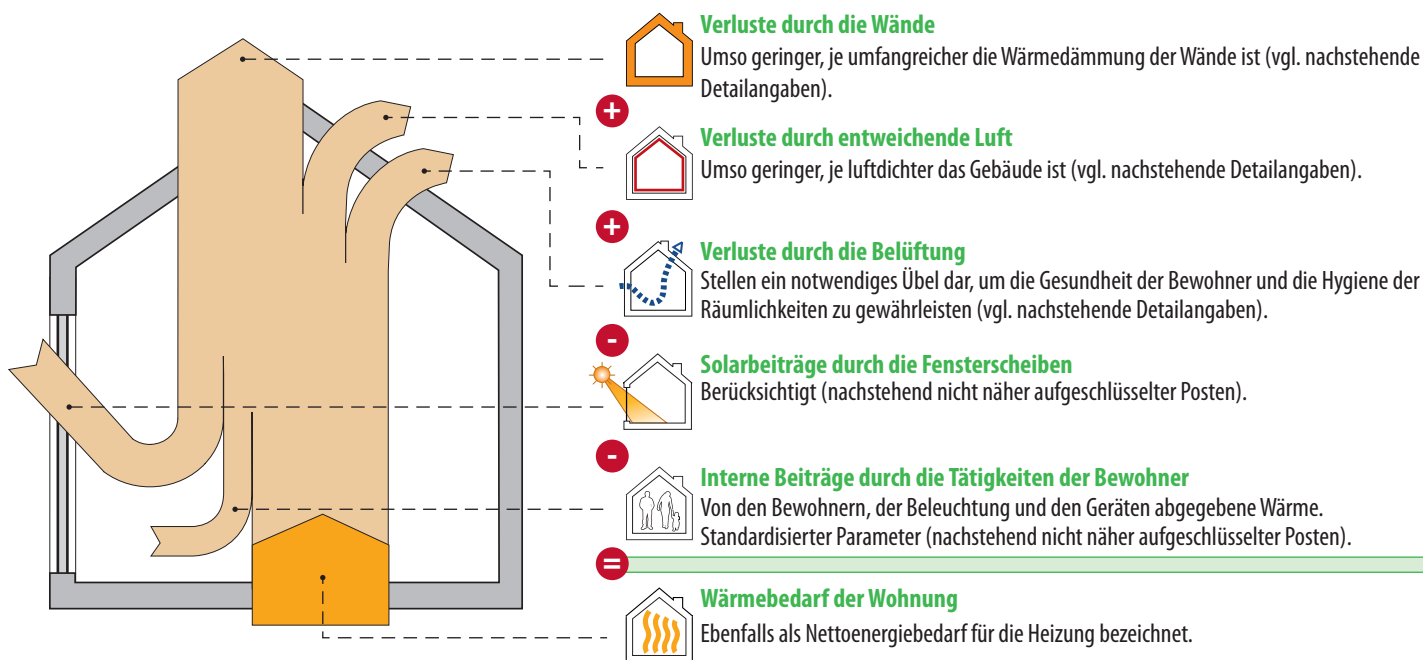 Verluste durch die Wände
Umso geringer, je umfangreicher die Wärmedämmung der Wände ist (vgl. nachstehende
Detailangaben).
+
Verluste durch entweichende Luft
Umso geringer, je luftdichter das Gebäude ist (vgl. nachstehende Detailangaben).
+
Verluste durch die Belüftung
Stellen ein notwendiges Übel dar, um die Gesundheit der Bewohner und die Hygiene der
Räumlichkeiten zu gewährleisten (vgl. nachstehende Detailangaben).
-
Solarbeiträge durch die Fensterscheiben
Berücksichtigt (nachstehend nicht näher aufgeschlüsselter Posten).
-
Interne Beiträge durch die Tätigkeiten der Bewohner
Von den Bewohnern, der Beleuchtung und den Geräten abgegebene Wärme.
Standardisierter Parameter (nachstehend nicht näher aufgeschlüsselter Posten).
=
Wärmebedarf der Wohnung
Ebenfalls als Nettoenergiebedarf für die Heizung bezeichnet.